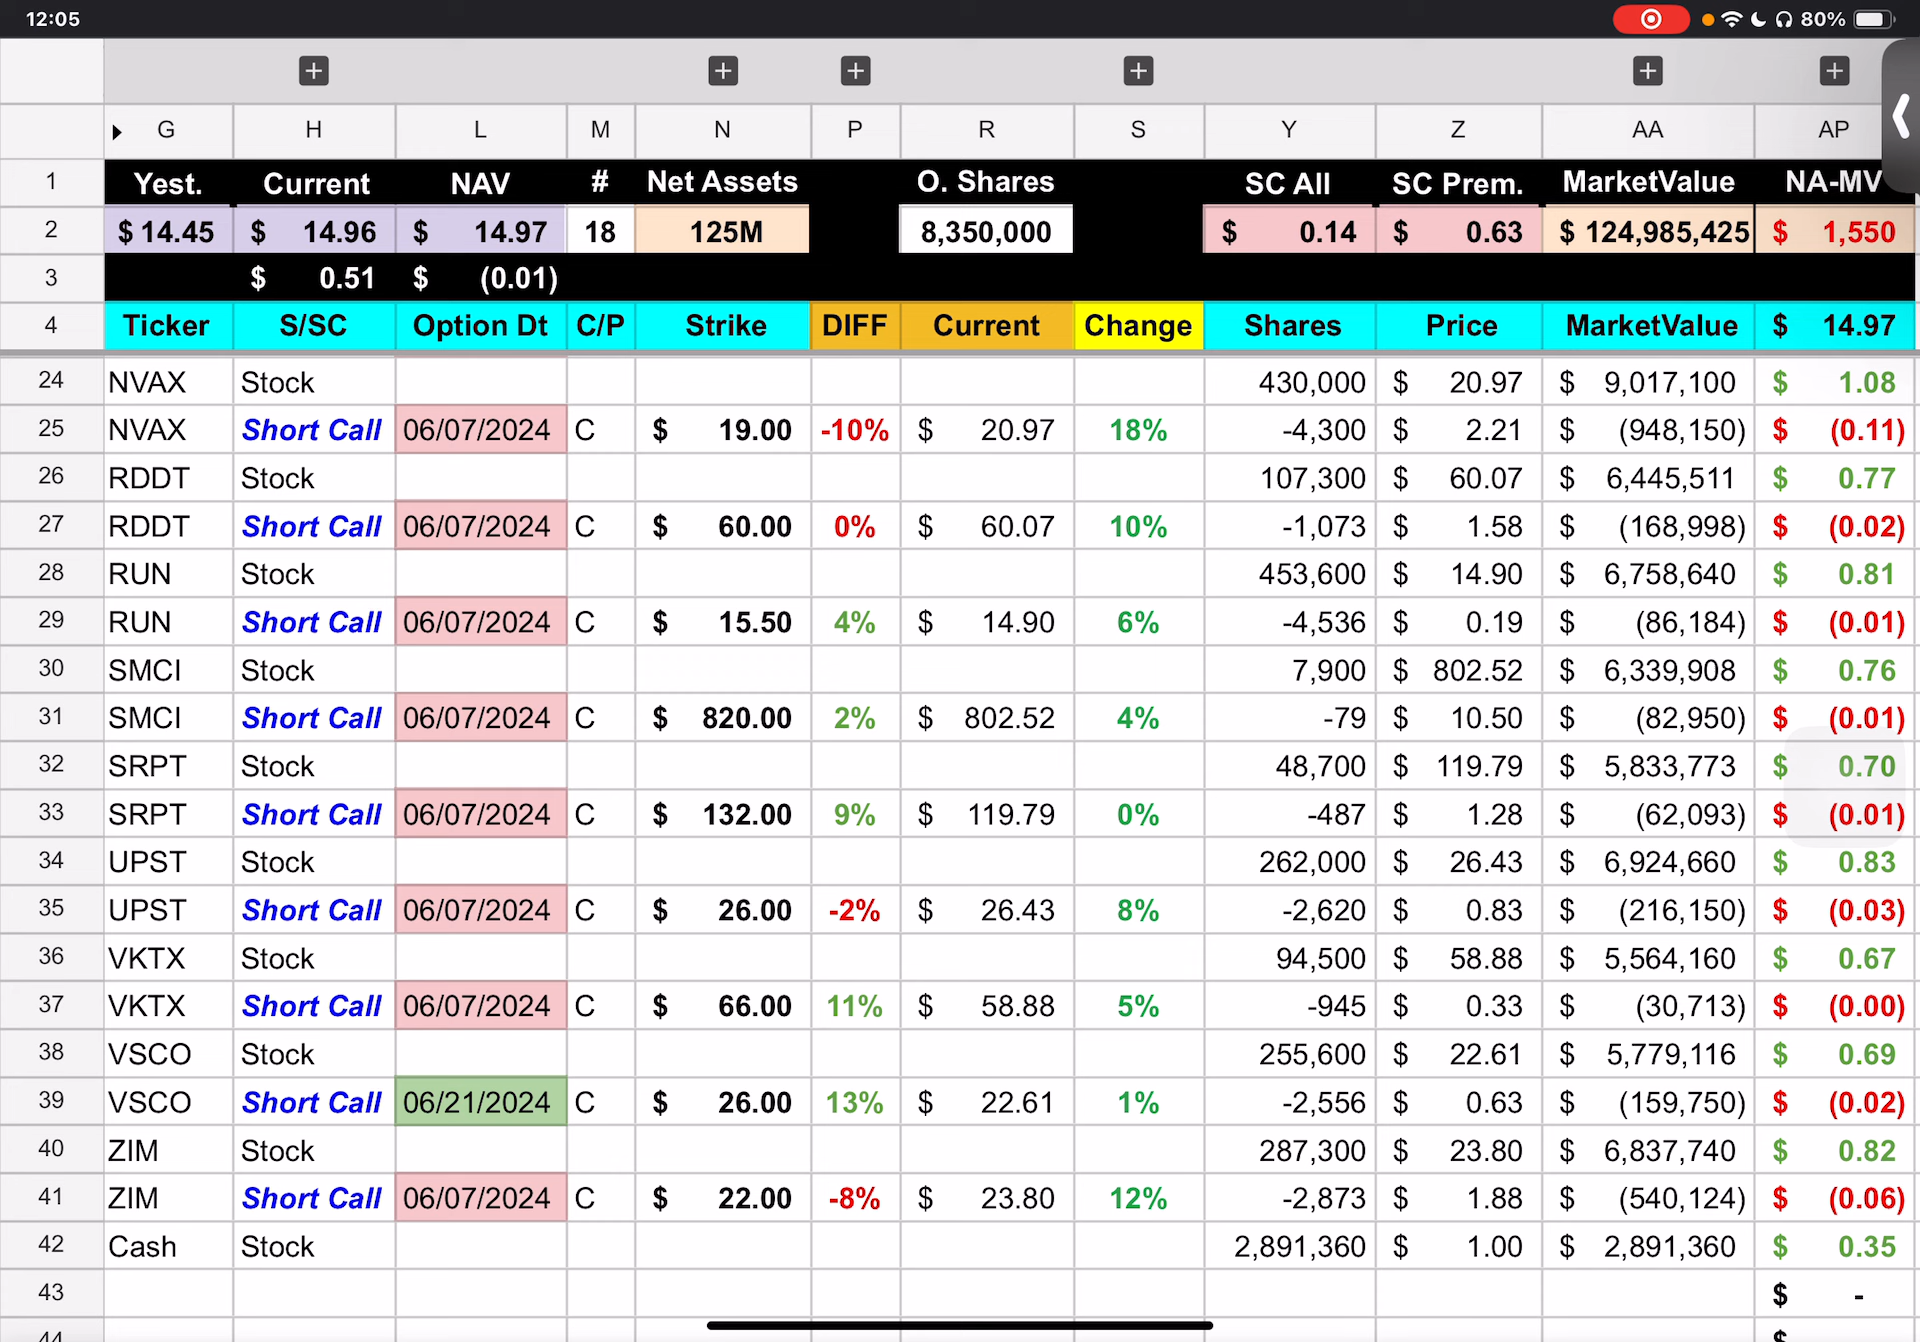 12:05 80%
G H L M N P R S Y Z AA AP
1 Yest. Current NAV # Net Assets O. Shares SC All SC Prem. MarketValue NA-MV
2 $ 14.45 $ 14.96 $ 14.97 18 125M 8,350,000 $ 0.14 $ 0.63 $ 124,985,425 $ 1,550
3 $ 0.51 $ (0.01)
4 Ticker S/SC Option Dt C/P Strike DIFF Current Change Shares Price MarketValue $ 14.97
24 NVAX Stock 430,000 $ 20.97 $ 9,017,100 $ 1.08
25 NVAX Short Call 06/07/2024 C $ 19.00 -10% $ 20.97 18% -4,300 $ 2.21 $ (948,150) $ (0.11)
26 RDDT Stock 107,300 $ 60.07 $ 6,445,511 $ 0.77
27 RDDT Short Call 06/07/2024 C $ 60.00 0% $ 60.07 10% -1,073 $ 1.58 $ (168,998) $ (0.02)
28 RUN Stock 453,600 $ 14.90 $ 6,758,640 $ 0.81
29 RUN Short Call 06/07/2024 C $ 15.50 4% $ 14.90 6% -4,536 $ 0.19 $ (86,184) $ (0.01)
30 SMCI Stock 7,900 $ 802.52 $ 6,339,908 $ 0.76
31 SMCI Short Call 06/07/2024 C $ 820.00 2% $ 802.52 4% -79 $ 10.50 $ (82,950) $ (0.01)
32 SRPT Stock 48,700 $ 119.79 $ 5,833,773 $ 0.70
33 SRPT Short Call 06/07/2024 C $ 132.00 9% $ 119.79 0% -487 $ 1.28 $ (62,093) $ (0.01)
34 UPST Stock 262,000 $ 26.43 $ 6,924,660 $ 0.83
35 UPST Short Call 06/07/2024 C $ 26.00 -2% $ 26.43 8% -2,620 $ 0.83 $ (216,150) $ (0.03)
36 VKTX Stock 94,500 $ 58.88 $ 5,564,160 $ 0.67
37 VKTX Short Call 06/07/2024 C $ 66.00 11% $ 58.88 5% -945 $ 0.33 $ (30,713) $ (0.00)
38 VSCO Stock 255,600 $ 22.61 $ 5,779,116 $ 0.69
39 VSCO Short Call 06/21/2024 C $ 26.00 13% $ 22.61 1% -2,556 $ 0.63 $ (159,750) $ (0.02)
40 ZIM Stock 287,300 $ 23.80 $ 6,837,740 $ 0.82
41 ZIM Short Call 06/07/2024 C $ 22.00 -8% $ 23.80 12% -2,873 $ 1.88 $ (540,124) $ (0.06)
42 Cash Stock 2,891,360 $ 1.00 $ 2,891,360 $ 0.35
43 $ -
44 $